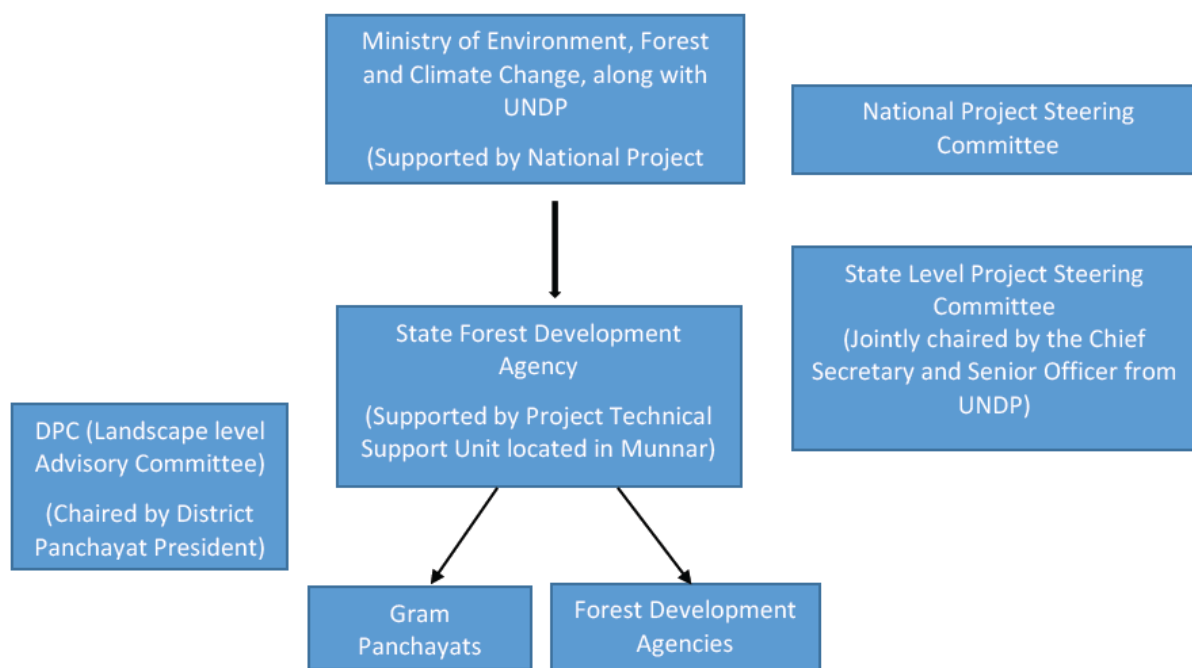 Ministry of Environment, Forest
and Climate Change, along with
UNDP
(Supported by National Project
National Project Steering
Committee
State Level Project Steering
Committee
(Jointly chaired by the Chief
Secretary and Senior Officer from
UNDP)
State Forest Development
Agency
(Supported by Project Technical
Support Unit located in Munnar)
DPC (Landscape level
Advisory Committee)
(Chaired by District
Panchayat President)
Gram
Panchayats
Forest Development
Agencies